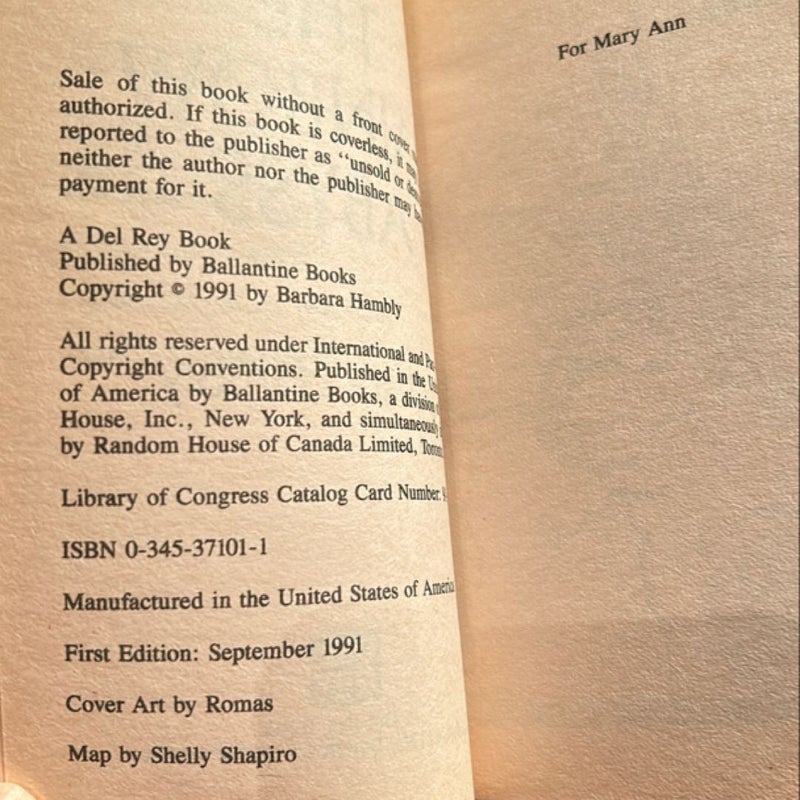 Sale of this book without a front cover
authorized. If this book is coverless, it may
reported to the publisher as "unsold or
neither the author nor the publisher may
payment for it.
A Del Rey Book
Published by Ballantine Books
Copyright © 1991 by Barbara Hambly
All rights reserved under International and
Copyright Conventions. Published in the
of America by Ballantine Books, a division
House, Inc., New York, and simultaneously
by Random House of Canada Limited,
Library of Congress Catalog Card Number:
ISBN 0-345-37101-1
Manufactured in the United States of America
First Edition: September 1991
Cover Art by Romas
Map by Shelly Shapiro
For Mary Ann